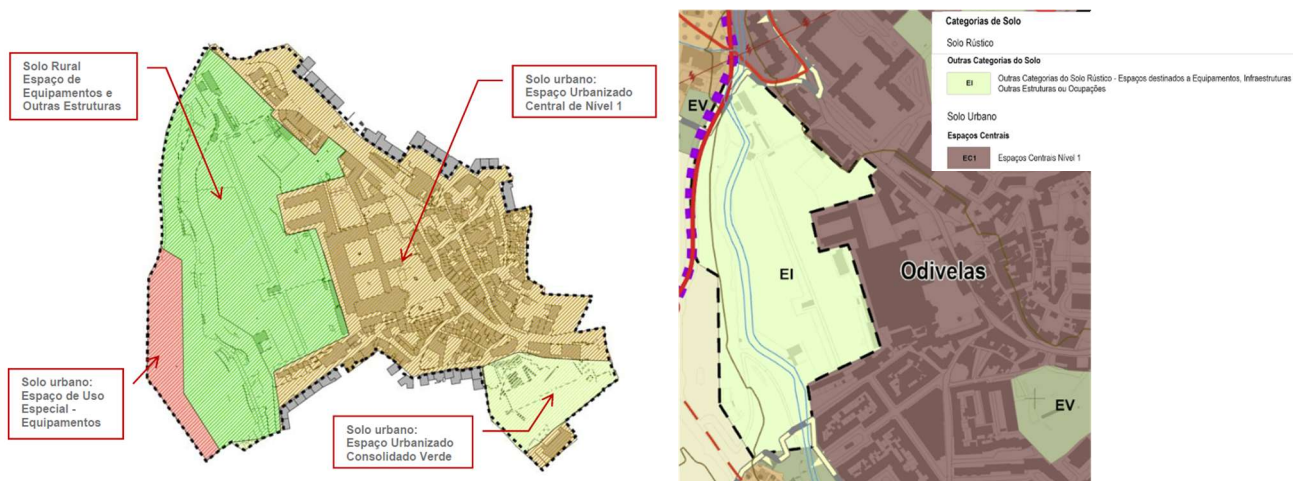 Solo Rural
Espaço de
Equipamentos e
Outras Estruturas
Solo urbano:
Espaço Urbanizado
Central de Nível 1
Solo urbano:
Espaço de Uso
Especial -
Equipamentos
Solo urbano:
Espaço Urbanizado
Consolidado Verde
EV
EI
Odivelas
EV
Categorias de Solo
Solo Rústico
Outras Categorias do Solo
EI
Outras Categorias do Solo Rústico - Espaços destinados a Equipamentos, Infraestruturas
Outras Estruturas ou Ocupações
Solo Urbano
Espaços Centrais
EC1
Espaços Centrais Nível 1